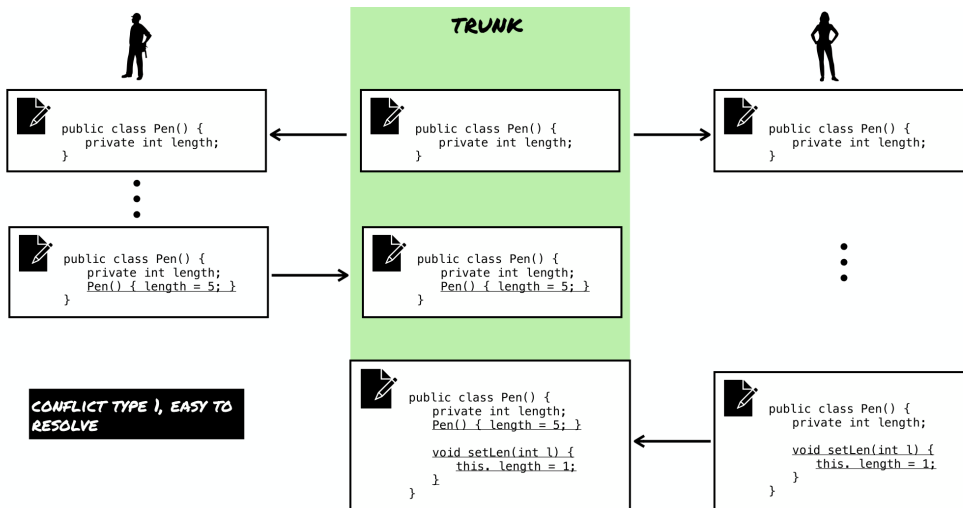 TRUNK
public class Pen() {
private int length;
}
public class Pen() {
private int length;
}
public class Pen() {
private int length;
}
public class Pen() {
private int length;
Pen() { length = 5; }
}
public class Pen() {
private int length;
Pen() { length = 5; }
}
CONFLICT TYPE 1, EASY TO
RESOLVE
public class Pen() {
private int length;
Pen() { length = 5; }
void setLen(int l) {
this. length = 1;
}
}
public class Pen() {
private int length;
void setLen(int l) {
this. length = 1;
}
}